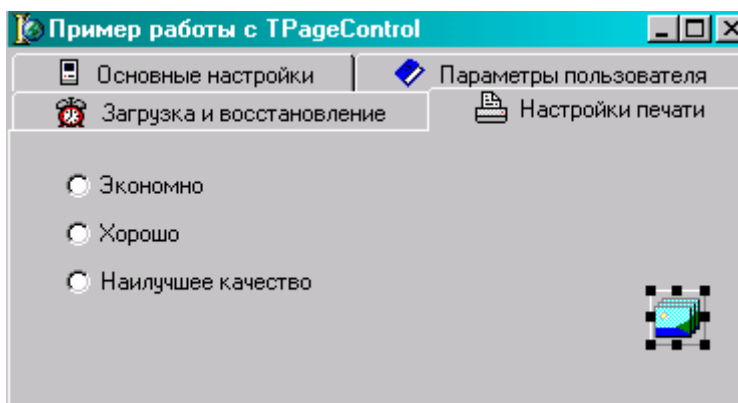 Пример работы с TPageControl
Основные настройки
Параметры пользователя
Загрузка и восстановление
Настройки печати
Экономно
Хорошо
Наилучшее качество